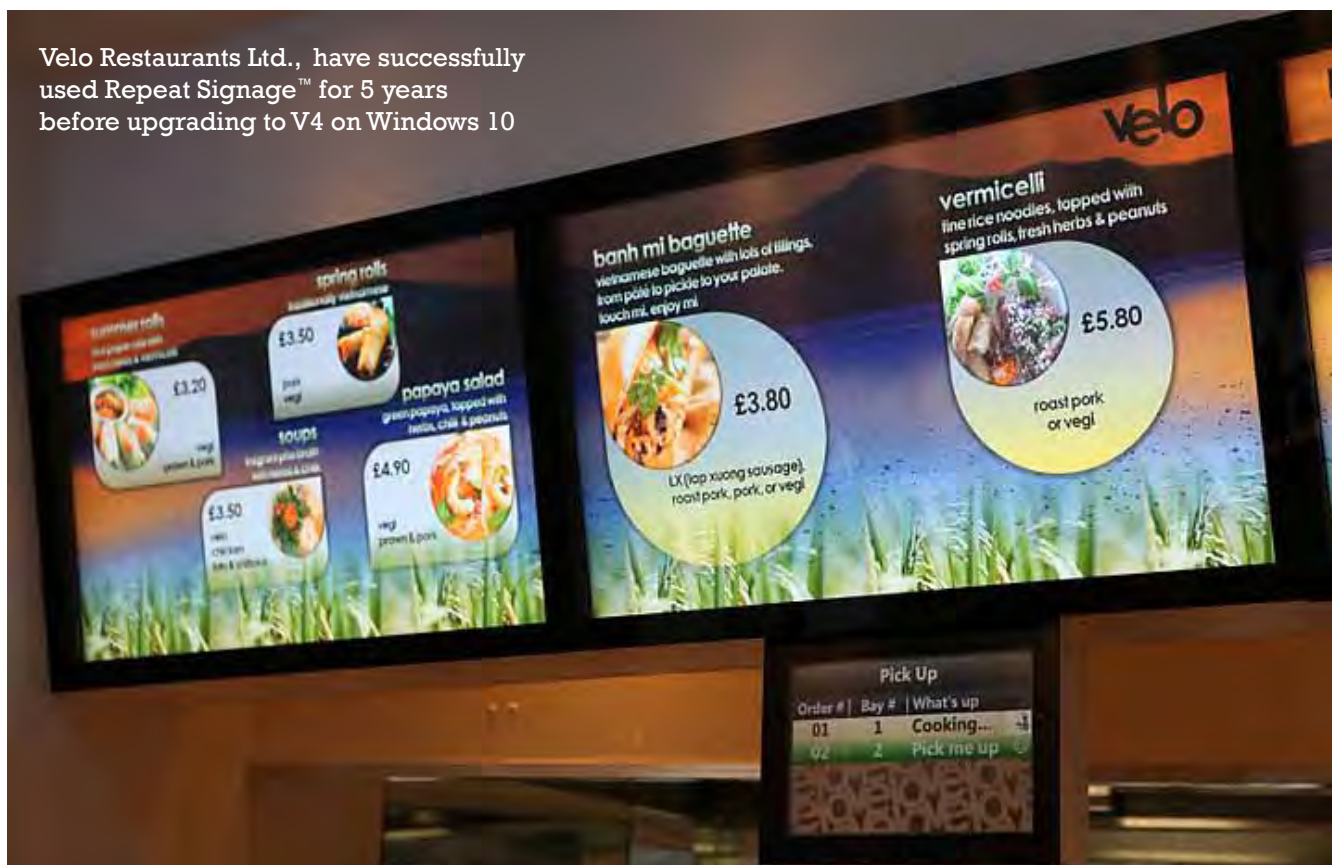 Velo Restaurants Ltd., have successfully
used Repeat Signage™ for 5 years
before upgrading to V4 on Windows 10
summer rolls
£3.20
vegi
prawn & pork
spring rolls
traditionally vietnamese
£3.50
pork
vegi
soups
£3.50
velo
chicken
papaya salad
green papaya, topped with
herbs, chilli & peanuts
£4.90
vegi
prawn & pork
banh mi baguette
vietnamese baguette with lots of fillings,
from pâté to pickle to your palate.
touch mi, enjoy mi
£3.80
LX (lap xuong sausage),
roast pork, pork, or vegi
velo
vermicelli
fine rice noodles, topped with
spring rolls, fresh herbs & peanuts
£5.80
roast pork
or vegi
Pick Up
Order # | Bay # | What's up
01 1 Cooking...
02 2 Pick me up